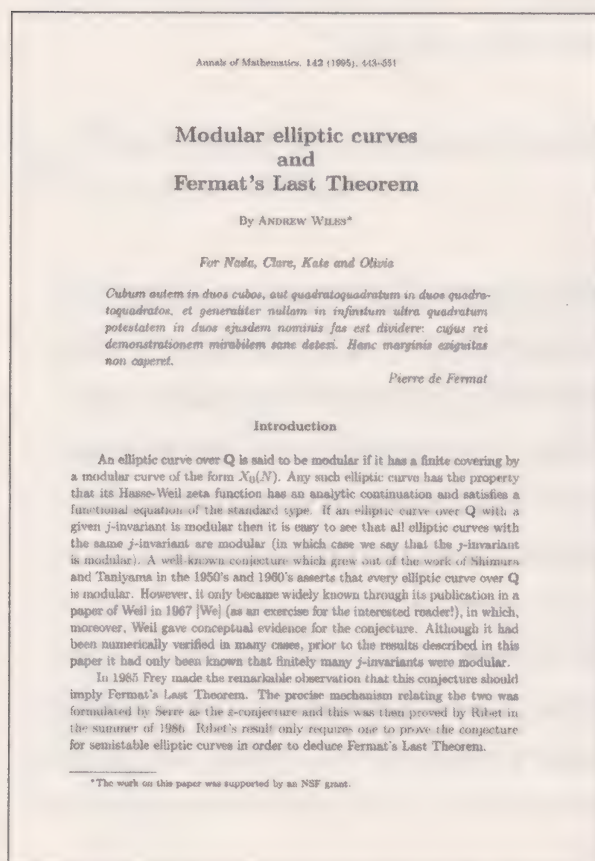 Annals of Mathematics, 142 (1995), 443–551
Modular elliptic curves
and
Fermat's Last Theorem
By ANDREW WILES*
For Nada, Clare, Kate and Olivia
Cubum autem in duos cubos, aut quadratoquadratum in duos quadra-
toquadratos, et generaliter nullam in infinitum ultra quadratum
potestatem in duos ejusdem nominis fas est dividere: cujus rei
demonstrationem mirabilem sane detexi. Hanc marginis exiguitas
non caperet.
Pierre de Fermat
Introduction
An elliptic curve over Q is said to be modular if it has a finite covering by
a modular curve of the form X₀(N). Any such elliptic curve has the property
that its Hasse-Weil zeta function has an analytic continuation and satisfies a
functional equation of the standard type. If an elliptic curve over Q with a
given j-invariant is modular then it is easy to see that all elliptic curves with
the same j-invariant are modular (in which case we say that the j-invariant
is modular). A well-known conjecture which grew out of the work of Shimura
and Taniyama in the 1950's and 1960's asserts that every elliptic curve over Q
is modular. However, it only became widely known through its publication in a
paper of Weil in 1967 [We] (as an exercise for the interested reader!), in which,
moreover, Weil gave conceptual evidence for the conjecture. Although it had
been numerically verified in many cases, prior to the results described in this
paper it had only been known that finitely many j-invariants were modular.
In 1985 Frey made the remarkable observation that this conjecture should
imply Fermat's Last Theorem. The precise mechanism relating the two was
formulated by Serre as the ε-conjecture and this was then proved by Ribet in
the summer of 1986. Ribet's result only requires one to prove the conjecture
for semistable elliptic curves in order to deduce Fermat's Last Theorem.
*The work on this paper was supported by an NSF grant.